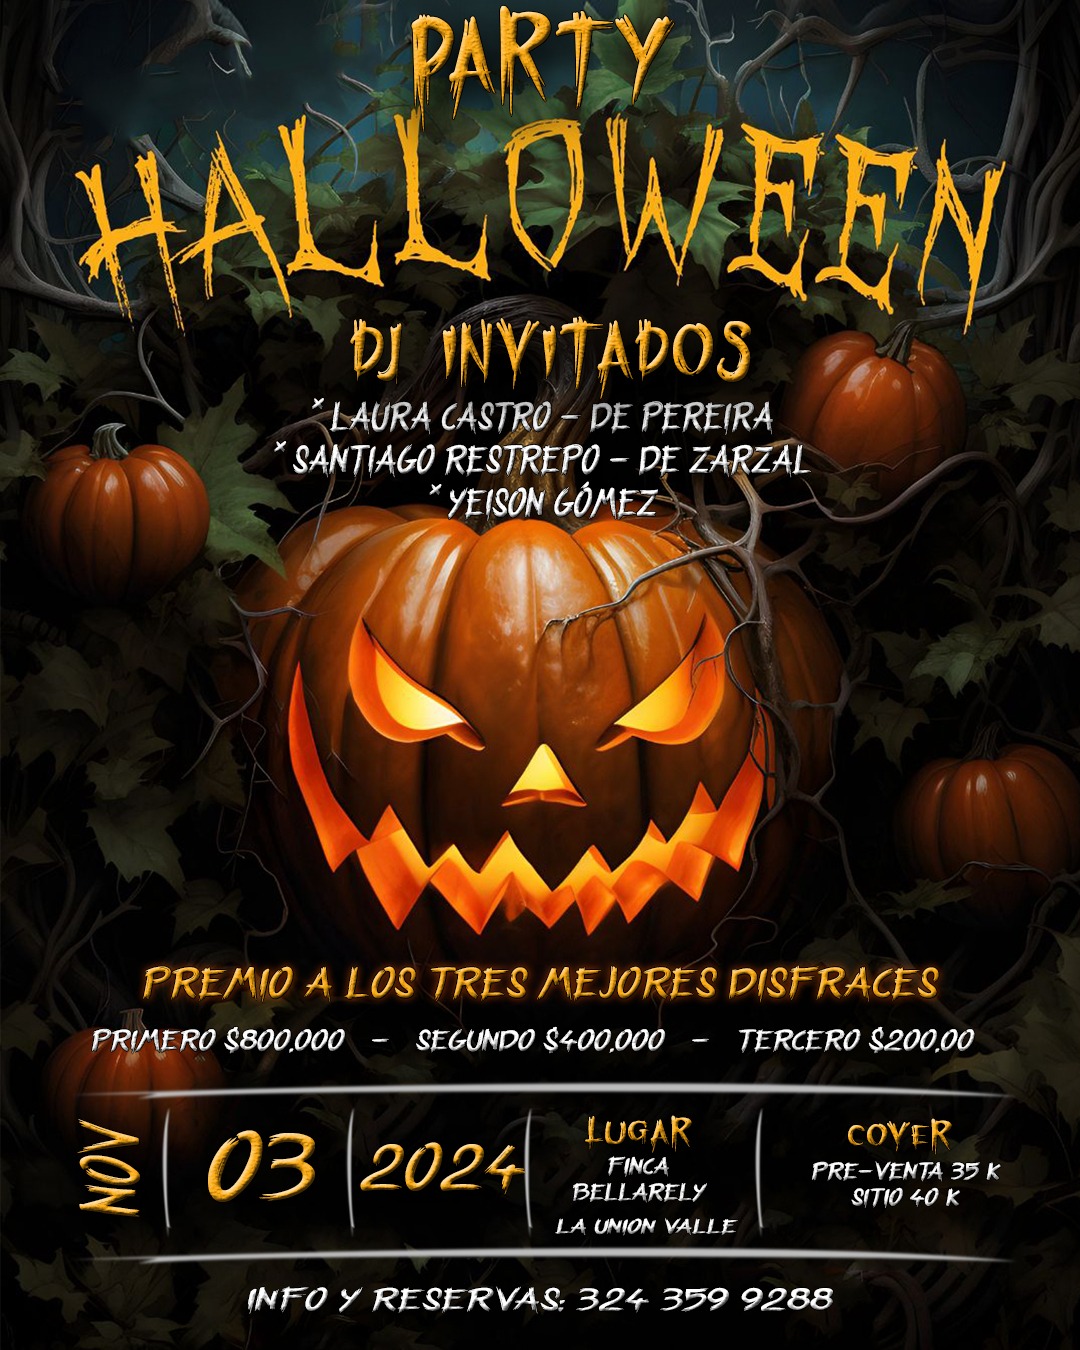 PARTY
HALLOWEEN
DJ INVITADOS
× LAURA CASTRO - DE PEREIRA
× SANTIAGO RESTREPO - DE ZARZAL
× YEISON GÓMEZ
PREMIO A LOS TRES MEJORES DISFRACES
PRIMERO $800,000 - SEGUNDO $400,000 - TERCERO $200,00
NOV
03
2024
LUGAR
FINCA
BELLARELY
LA UNION VALLE
COVER
PRE-VENTA 35 K
SITIO 40 K
INFO Y RESERVAS: 324 359 9288